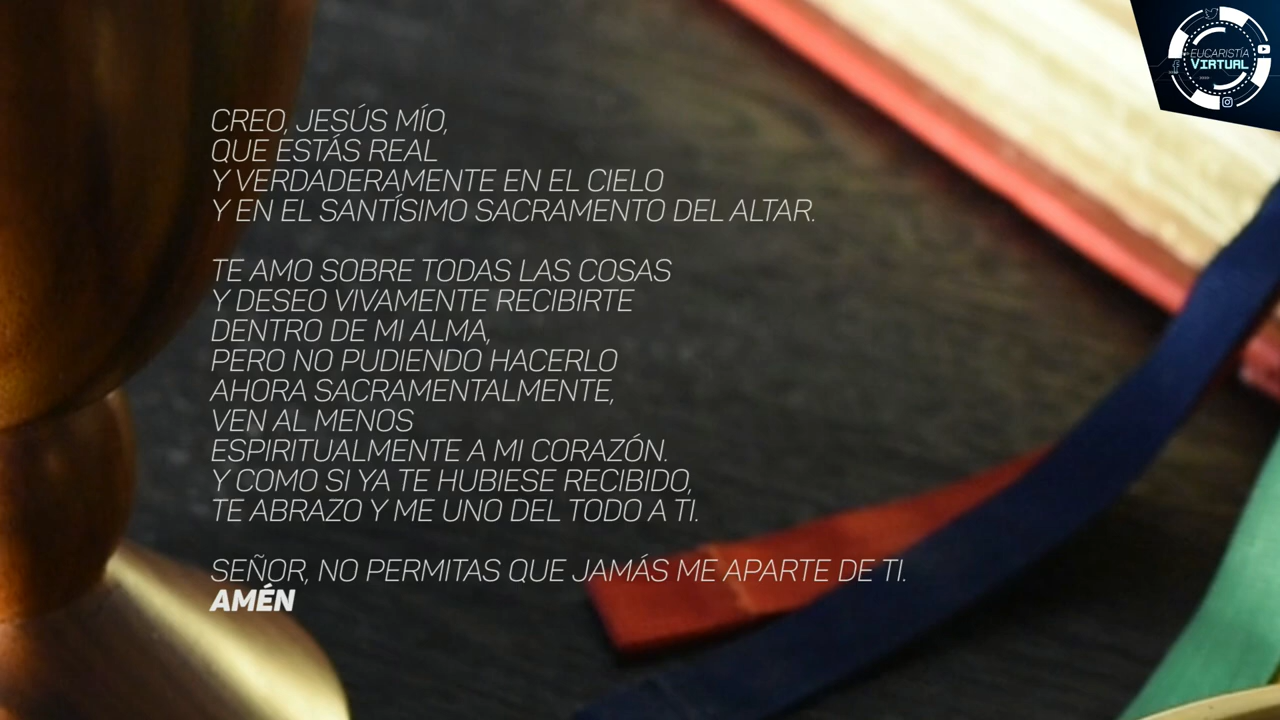 EUCARISTÍA
VIRTUAL
CREO, JESÚS MÍO,
QUE ESTÁS REAL
Y VERDADERAMENTE EN EL CIELO
Y EN EL SANTÍSIMO SACRAMENTO DEL ALTAR.
TE AMO SOBRE TODAS LAS COSAS
Y DESEO VIVAMENTE RECIBIRTE
DENTRO DE MI ALMA,
PERO NO PUDIENDO HACERLO
AHORA SACRAMENTALMENTE,
VEN AL MENOS
ESPIRITUALMENTE A MI CORAZÓN.
Y COMO SI YA TE HUBIESE RECIBIDO,
TE ABRAZO Y ME UNO DEL TODO A TI.
SEÑOR, NO PERMITAS QUE JAMÁS ME APARTE DE TI.
AMÉN